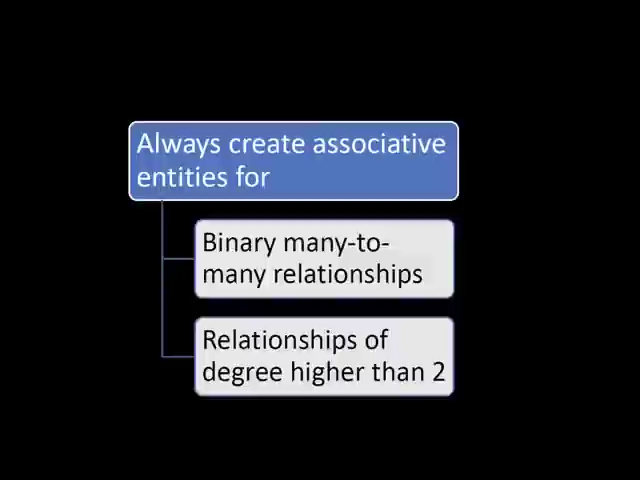 Always create associative
entities for
Binary many-to-
many relationships
Relationships of
degree higher than 2